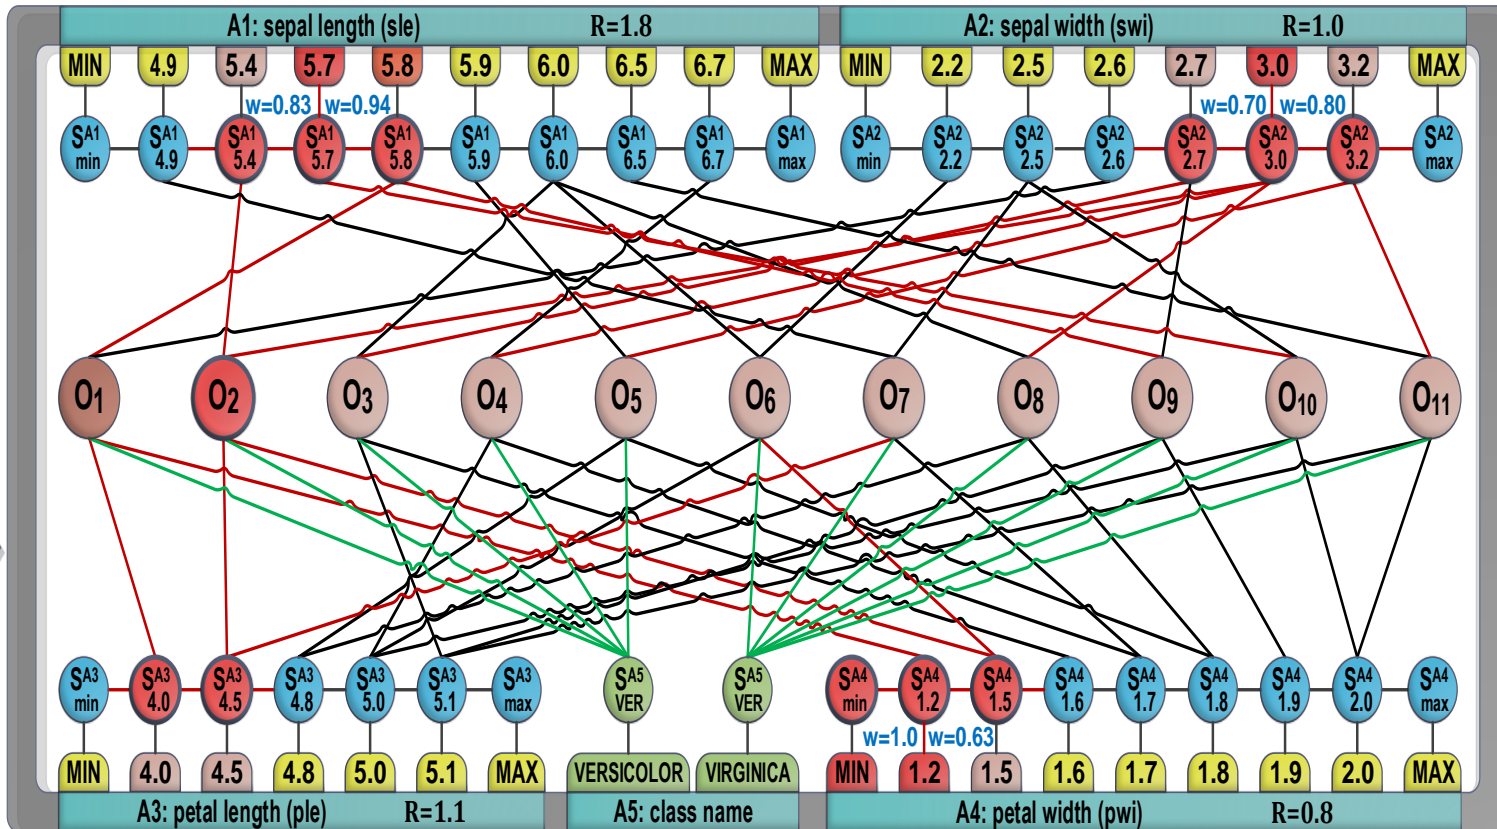 A1: sepal length (sle) R=1.8 A2: sepal width (swi) R=1.0
MIN 4.9 5.4 5.7 5.8 5.9 6.0 6.5 6.7 MAX MIN 2.2 2.5 2.6 2.7 3.0 3.2 MAX
w=0.83 w=0.94 w=0.70 w=0.80
SA1 SA1 SA1 SA1 SA1 SA1 SA1 SA1 SA1 SA1 SA2 SA2 SA2 SA2 SA2 SA2 SA2 SA2
min 4.9 5.4 5.7 5.8 5.9 6.0 6.5 6.7 max min 2.2 2.5 2.6 2.7 3.0 3.2 max
O1 O2 O3 O4 O5 O6 O7 O8 O9 O10 O11
SA3 SA3 SA3 SA3 SA3 SA3 SA3 SA5 SA5 SA4 SA4 SA4 SA4 SA4 SA4 SA4 SA4 SA4
min 4.0 4.5 4.8 5.0 5.1 max VER VER min 1.2 1.5 1.6 1.7 1.8 1.9 2.0 max
w=1.0 w=0.63
MIN 4.0 4.5 4.8 5.0 5.1 MAX VERSICOLOR VIRGINICA MIN 1.2 1.5 1.6 1.7 1.8 1.9 2.0 MAX
A3: petal length (ple) R=1.1 A5: class name A4: petal width (pwi) R=0.8